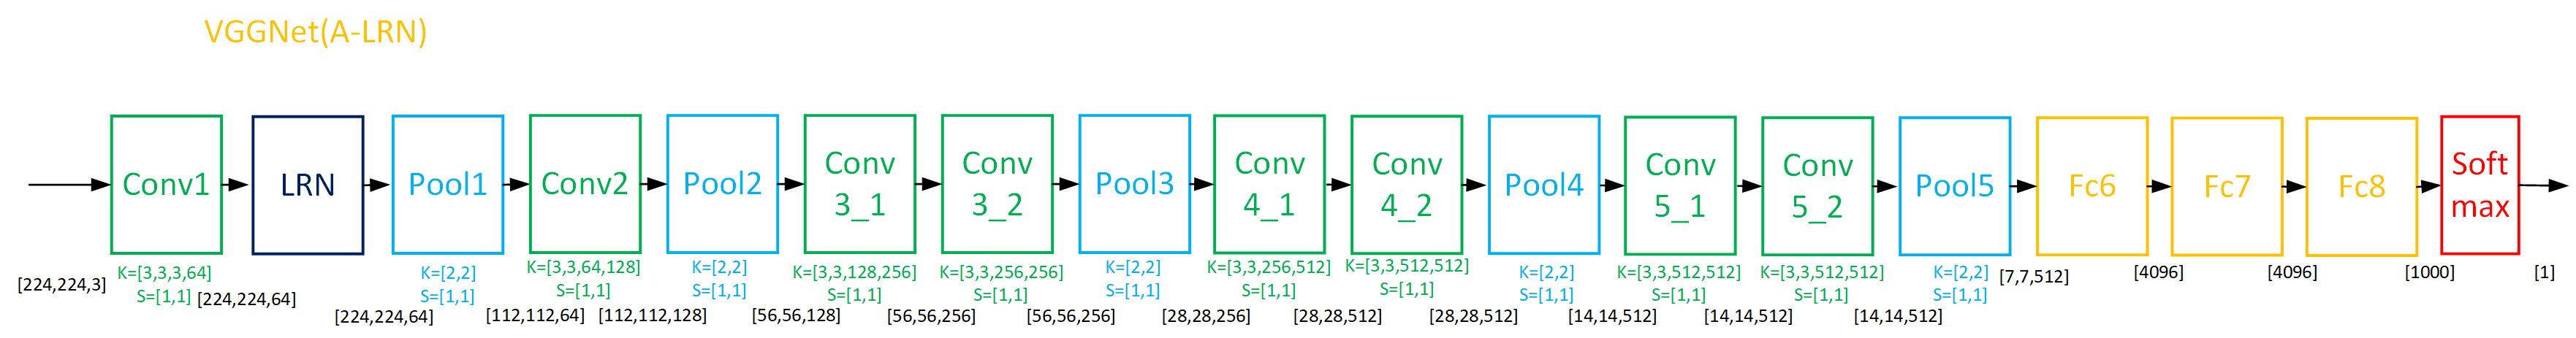 VGGNet(A-LRN)
Conv1
LRN
Pool1
Conv2
Pool2
Conv
3_1
Conv
3_2
Pool3
Conv
4_1
Conv
4_2
Pool4
Conv
5_1
Conv
5_2
Pool5
Fc6
Fc7
Fc8
Soft
max
[224,224,3]
K=[3,3,3,64]
S=[1,1]
[224,224,64]
[224,224,64]
K=[2,2]
S=[1,1]
[112,112,64]
K=[3,3,64,128]
S=[1,1]
[112,112,128]
K=[2,2]
S=[1,1]
[56,56,128]
K=[3,3,128,256]
S=[1,1]
[56,56,256]
K=[3,3,256,256]
S=[1,1]
[56,56,256]
K=[2,2]
S=[1,1]
[28,28,256]
K=[3,3,256,512]
S=[1,1]
[28,28,512]
K=[3,3,512,512]
S=[1,1]
[28,28,512]
K=[2,2]
S=[1,1]
[14,14,512]
K=[3,3,512,512]
S=[1,1]
[14,14,512]
K=[3,3,512,512]
S=[1,1]
[14,14,512]
K=[2,2]
S=[1,1]
[7,7,512]
[4096]
[4096]
[1000]
[1]